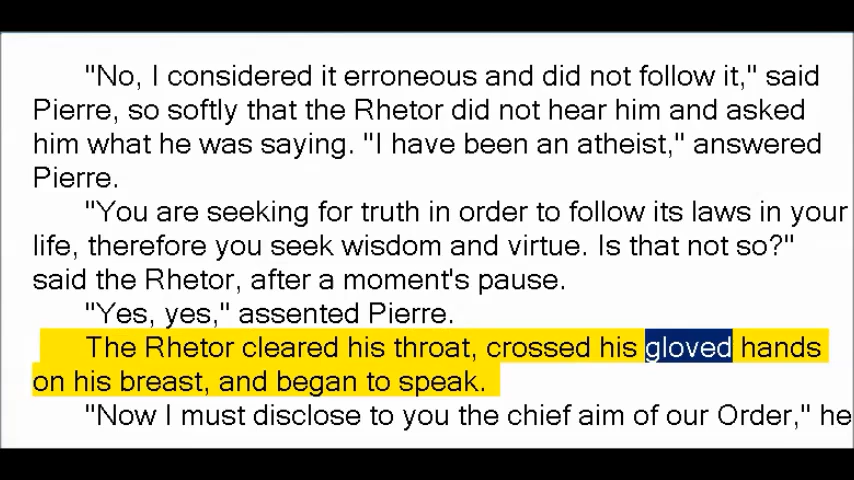 "No, I considered it erroneous and did not follow it," said
Pierre, so softly that the Rhetor did not hear him and asked
him what he was saying. "I have been an atheist," answered
Pierre.
"You are seeking for truth in order to follow its laws in your
life, therefore you seek wisdom and virtue. Is that not so?"
said the Rhetor, after a moment's pause.
"Yes, yes," assented Pierre.
The Rhetor cleared his throat, crossed his gloved hands
on his breast, and began to speak.
"Now I must disclose to you the chief aim of our Order," he